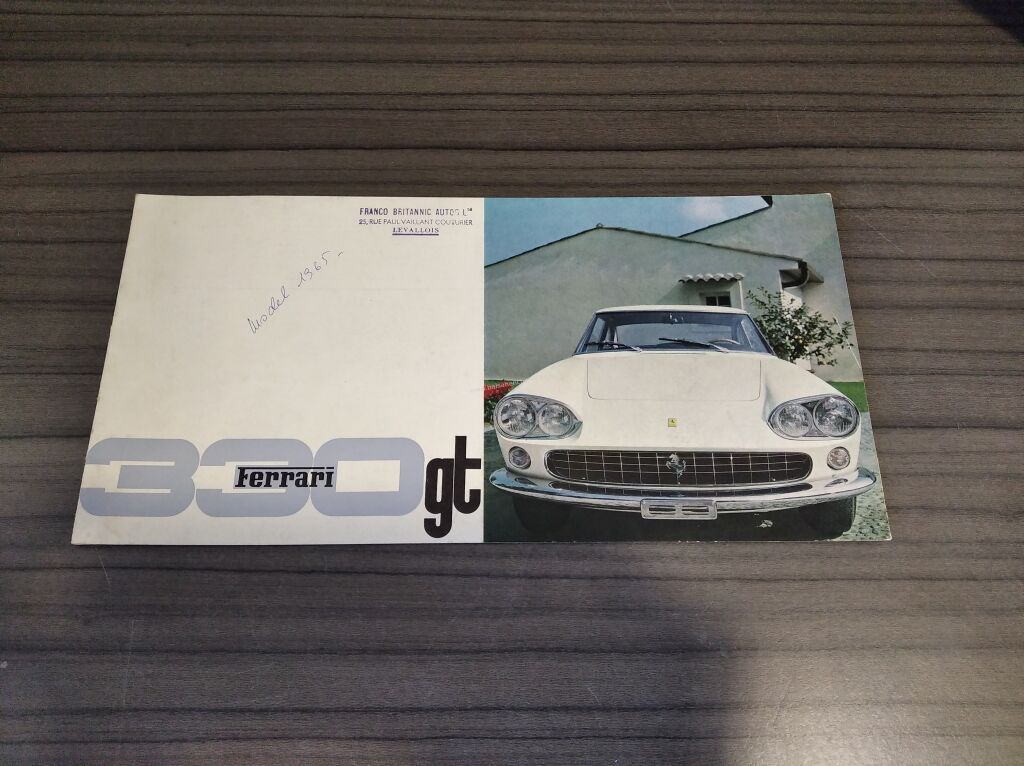 FRANCO BRITANNIC AUTOS Lᵗᵈ
25, RUE PAUL VAILLANT COUTURIER
LEVALLOIS
Model 1965 -
330 gt
Ferrari